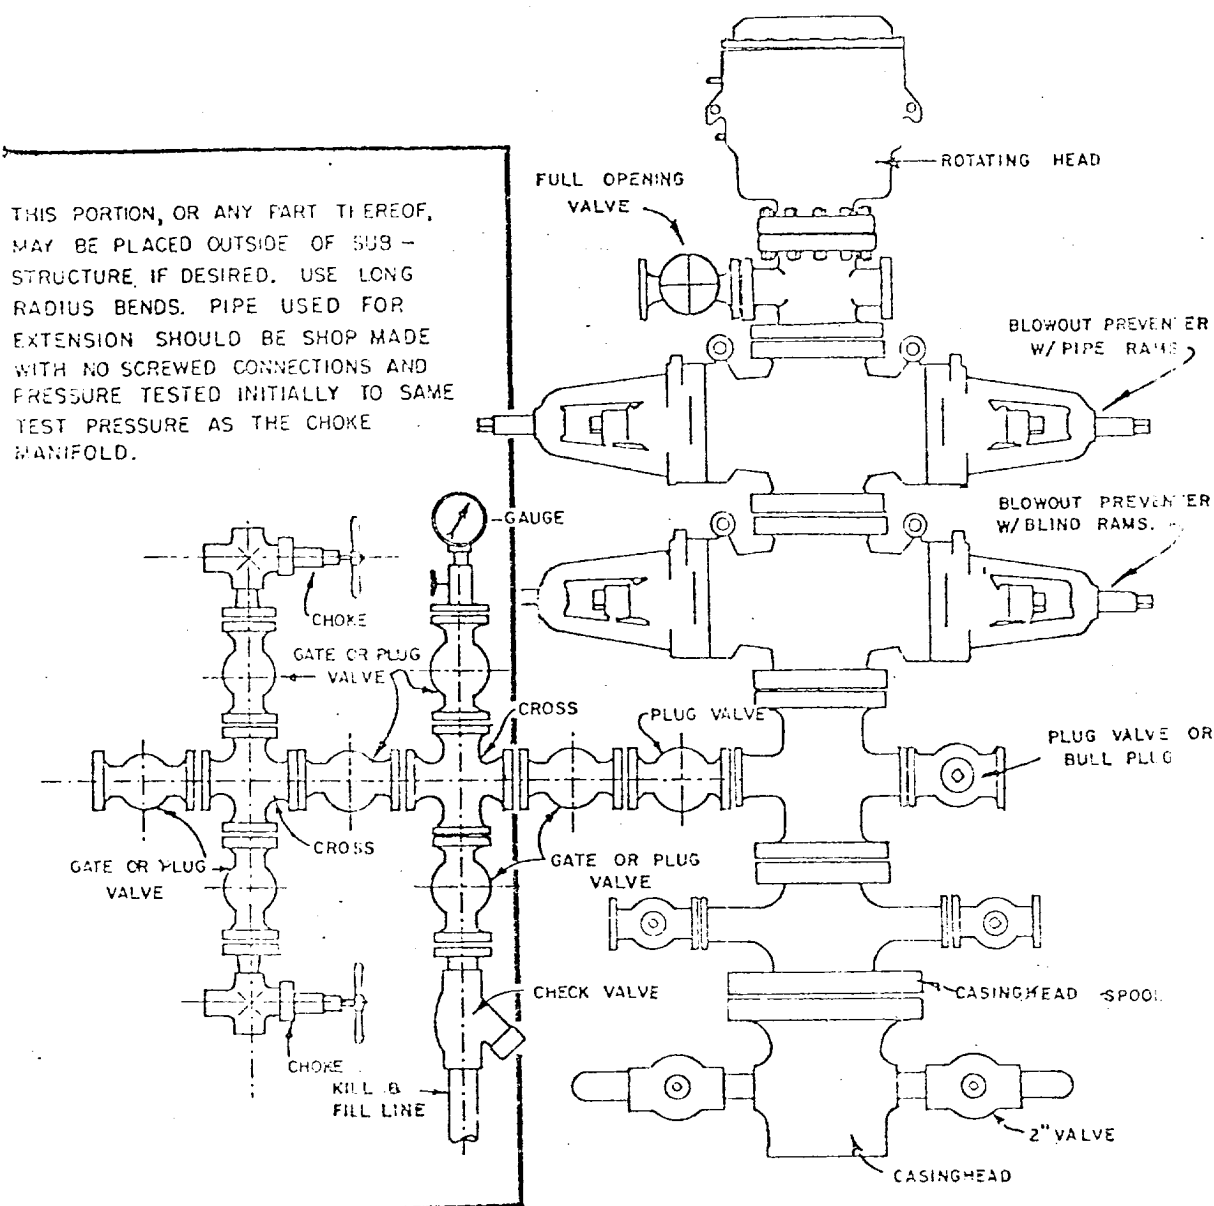 ROTATING HEAD
FULL OPENING
VALVE
THIS PORTION, OR ANY PART THEREOF,
MAY BE PLACED OUTSIDE OF SUB-
STRUCTURE IF DESIRED. USE LONG
RADIUS BENDS. PIPE USED FOR
EXTENSION SHOULD BE SHOP MADE
WITH NO SCREWED CONNECTIONS AND
PRESSURE TESTED INITIALLY TO SAME
TEST PRESSURE AS THE CHOKE
MANIFOLD.
BLOWOUT PREVENTER
W/ PIPE RAMS
BLOWOUT PREVENTER
W/ BLIND RAMS.
GAUGE
CHOKE
GATE OR PLUG
VALVE
CROSS
PLUG VALVE
PLUG VALVE OR
BULL PLUG
CROSS
GATE OR PLUG
VALVE
GATE OR PLUG
VALVE
CHECK VALVE
CASINGHEAD SPOOL
CHOKE
KILL &
FILL LINE
2" VALVE
CASINGHEAD